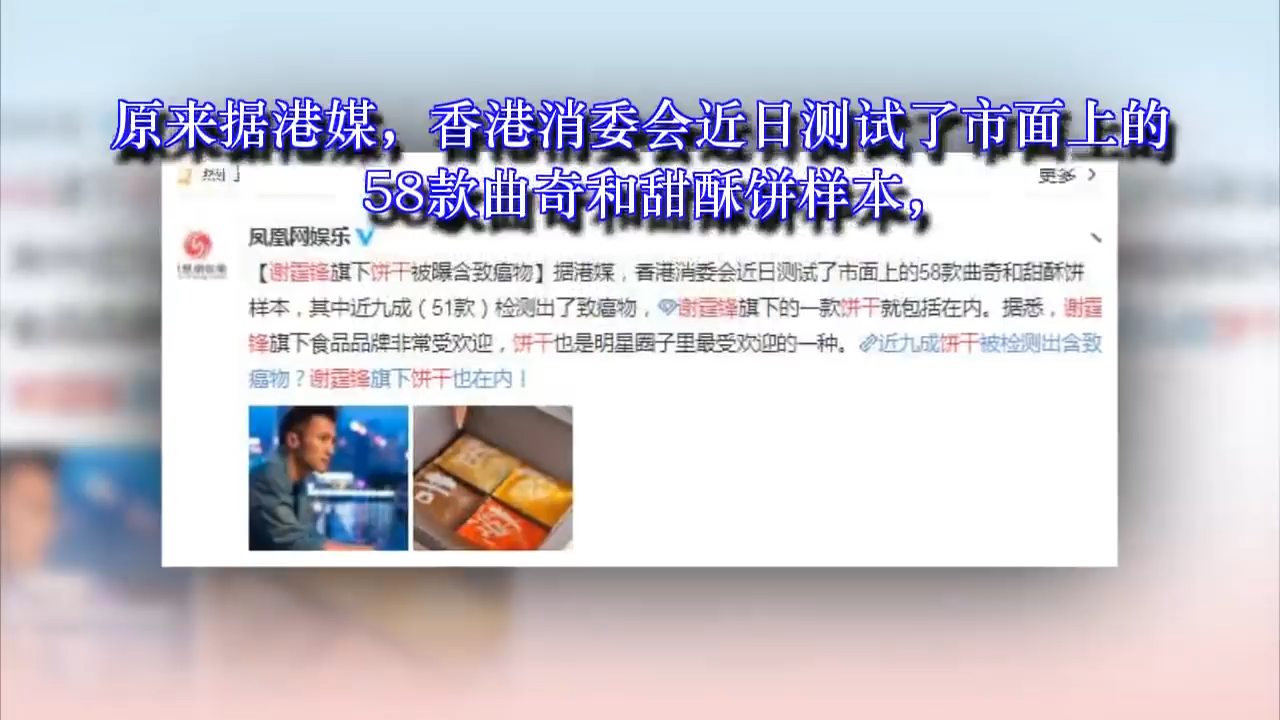 原来据港媒，香港消委会近日测试了市面上的
58款曲奇和甜酥饼样本，
更多
凤凰网娱乐
【谢霆锋旗下饼干被曝含致癌物】据港媒，香港消委会近日测试了市面上的58款曲奇和甜酥饼
样本，其中近九成（51款）检测出了致癌物，谢霆锋旗下的一款饼干就包括在内。据悉，谢霆
锋旗下食品品牌非常受欢迎，饼干也是明星圈子里最受欢迎的一种。近九成饼干被检测出含致
癌物？谢霆锋旗下饼干也在内！